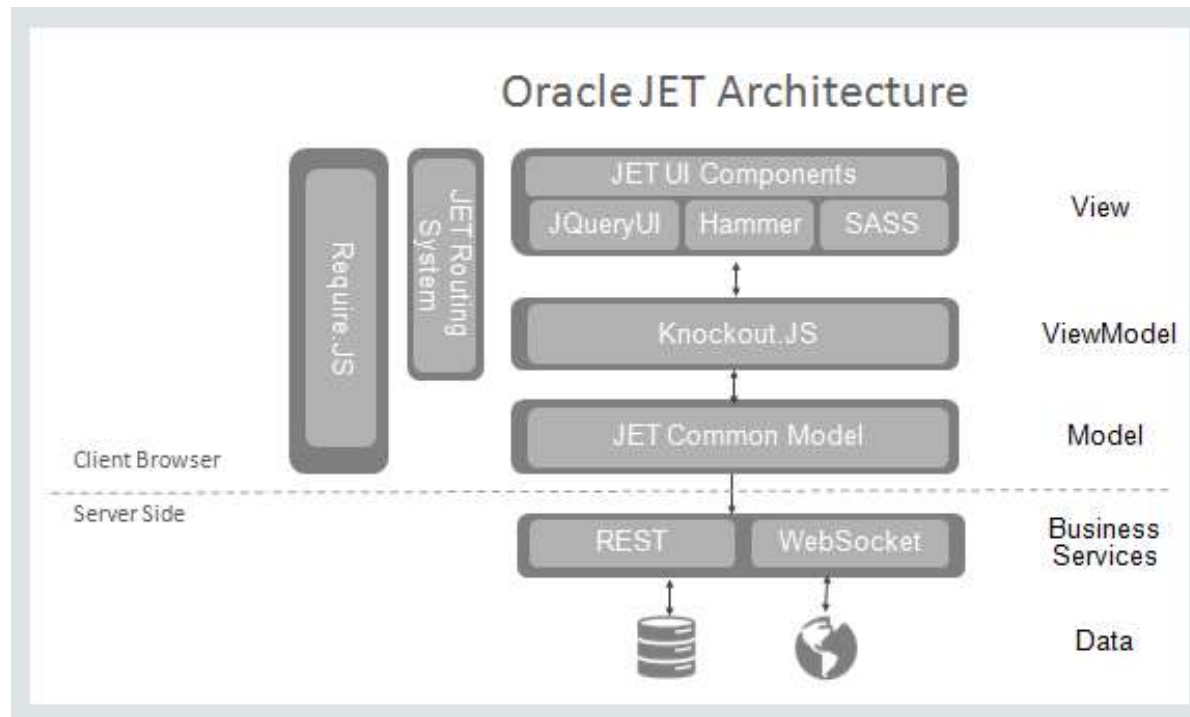 Oracle JET Architecture
Require.JS
JET Routing
System
JET UI Components
JQueryUI
Hammer
SASS
View
Knockout.JS
ViewModel
JET Common Model
Model
Client Browser
Server Side
REST
WebSocket
Business
Services
Data